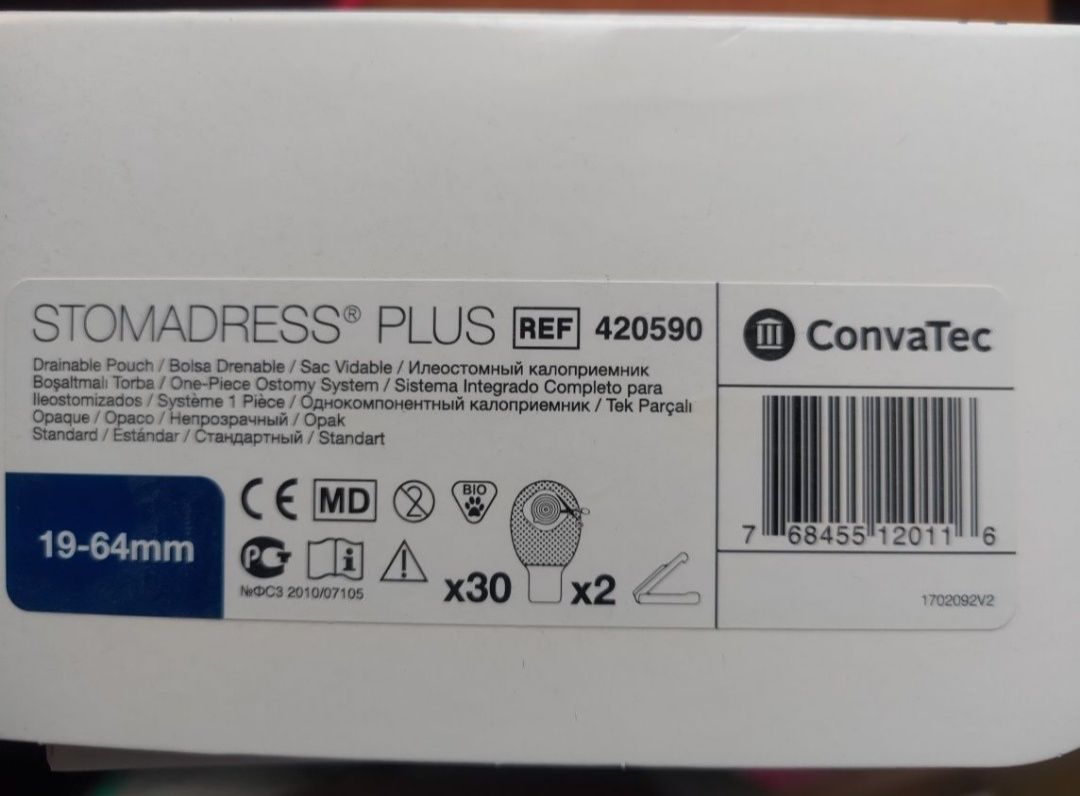 STOMADRESS® PLUS REF 420590
Drainable Pouch / Bolsa Drenable / Sac Vidable / Илеостомный калоприемник
Boşaltmalı Torba / One-Piece Ostomy System / Sistema Integrado Completo para
Ileostomizados / Système 1 Pièce / Однокомпонентный калоприемник / Tek Parçalı
Opaque / Opaco / Непрозрачный / Opak
Standard / Estándar / Стандартный / Standart
19-64mm
CE MD 2 BIO
РСТ i !
№ФСЗ 2010/07105
x30 x2
ConvaTec
7 68455 12011 6
1702092V2